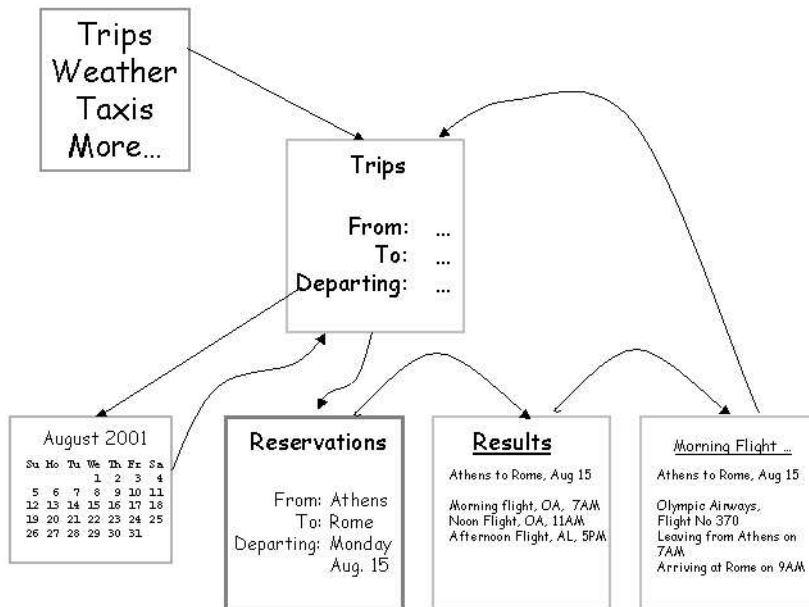 Trips
Weather
Taxis
More...
Trips
From: ...
To: ...
Departing: ...
August 2001
Su Mo Tu We Th Fr Sa
1 2 3 4
5 6 7 8 9 10 11
12 13 14 15 16 17 18
19 20 21 22 23 24 25
26 27 28 29 30 31
Reservations
From: Athens
To: Rome
Departing: Monday
Aug. 15
Results
Athens to Rome, Aug 15
Morning flight, OA, 7AM
Noon Flight, OA, 11AM
Afternoon Flight, AL, 5PM
Morning Flight ...
Athens to Rome, Aug 15
Olympic Airways,
Flight No 370
Leaving from Athens on
7AM
Arriving at Rome on 9AM